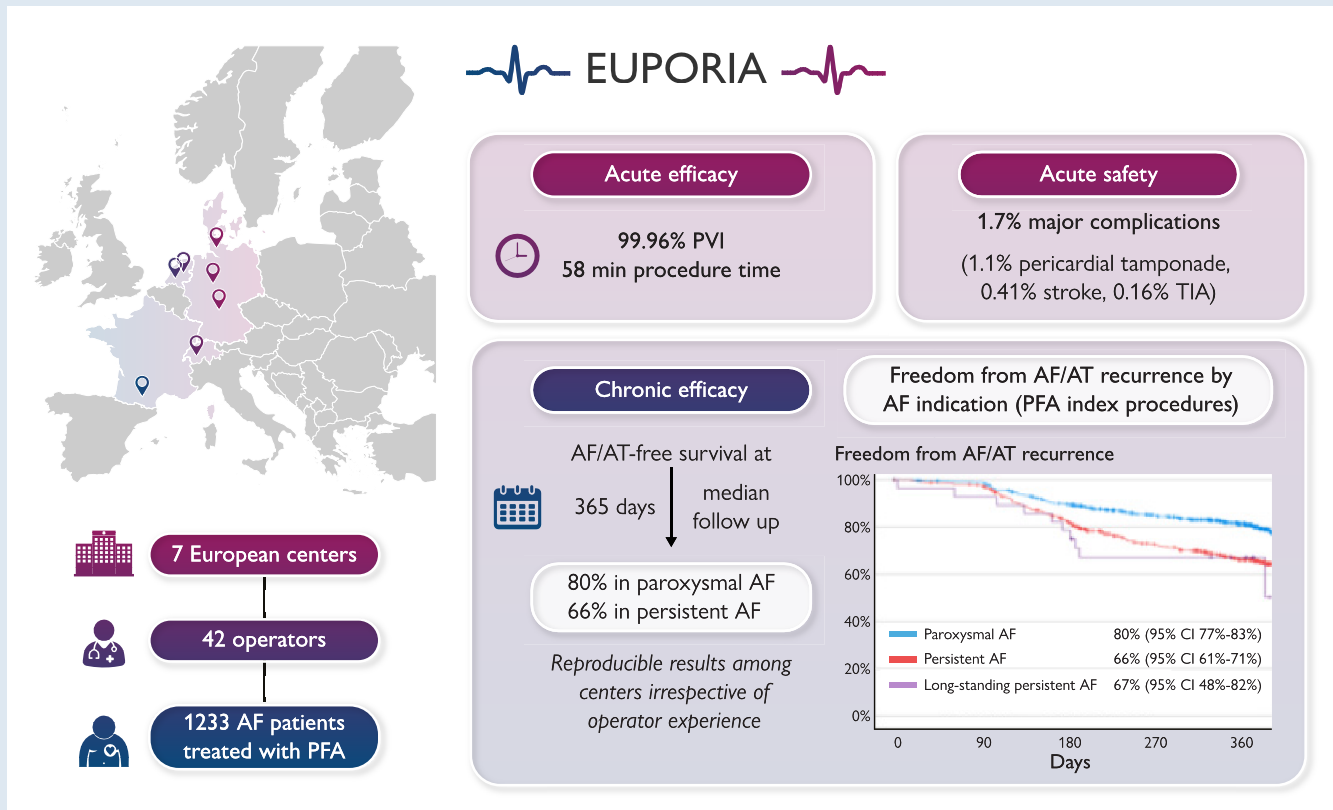 EUPORIA
Acute efficacy
99.96% PVI
58 min procedure time
Acute safety
1.7% major complications
(1.1% pericardial tamponade,
0.41% stroke, 0.16% TIA)
7 European centers
42 operators
1233 AF patients
treated with PFA
Chronic efficacy
AF/AT-free survival at
365 days
median
follow up
80% in paroxysmal AF
66% in persistent AF
Reproducible results among
centers irrespective of
operator experience
Freedom from AF/AT recurrence by
AF indication (PFA index procedures)
Freedom from AF/AT recurrence
100%
80%
60%
40%
20%
0%
Paroxysmal AF 80% (95% CI 77%-83%)
Persistent AF 66% (95% CI 61%-71%)
Long-standing persistent AF 67% (95% CI 48%-82%)
0 90 180 270 360
Days